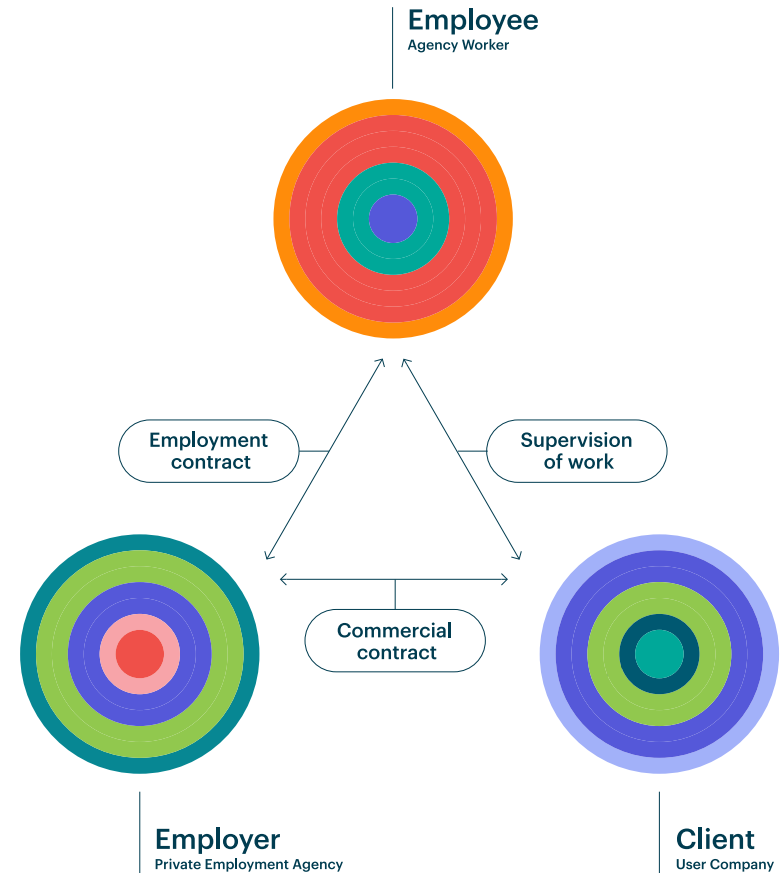 Employee
Agency Worker
Employment
contract
Supervision
of work
Commercial
contract
Employer
Private Employment Agency
Client
User Company